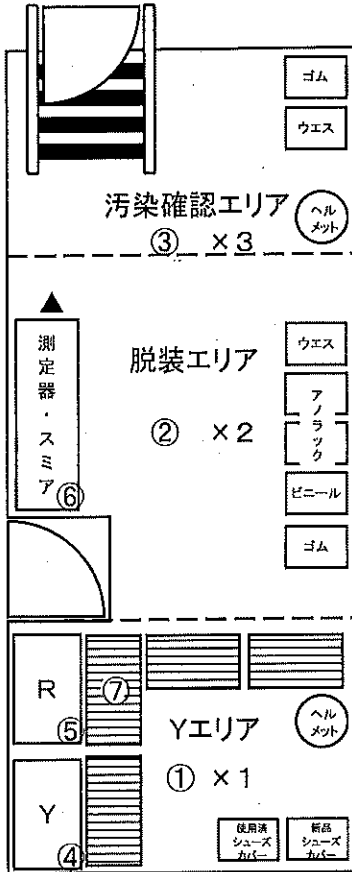 ゴム
ウエス
汚染確認エリア
ヘル
メット
③ ×3
測定器・スミア
⑥
脱装エリア
② ×2
ウエス
アノラック
ビニール
ゴム
R
⑤
⑦
Yエリア
ヘル
メット
① ×1
Y
④
使用済
シューズ
カバー
新品
シューズ
カバー